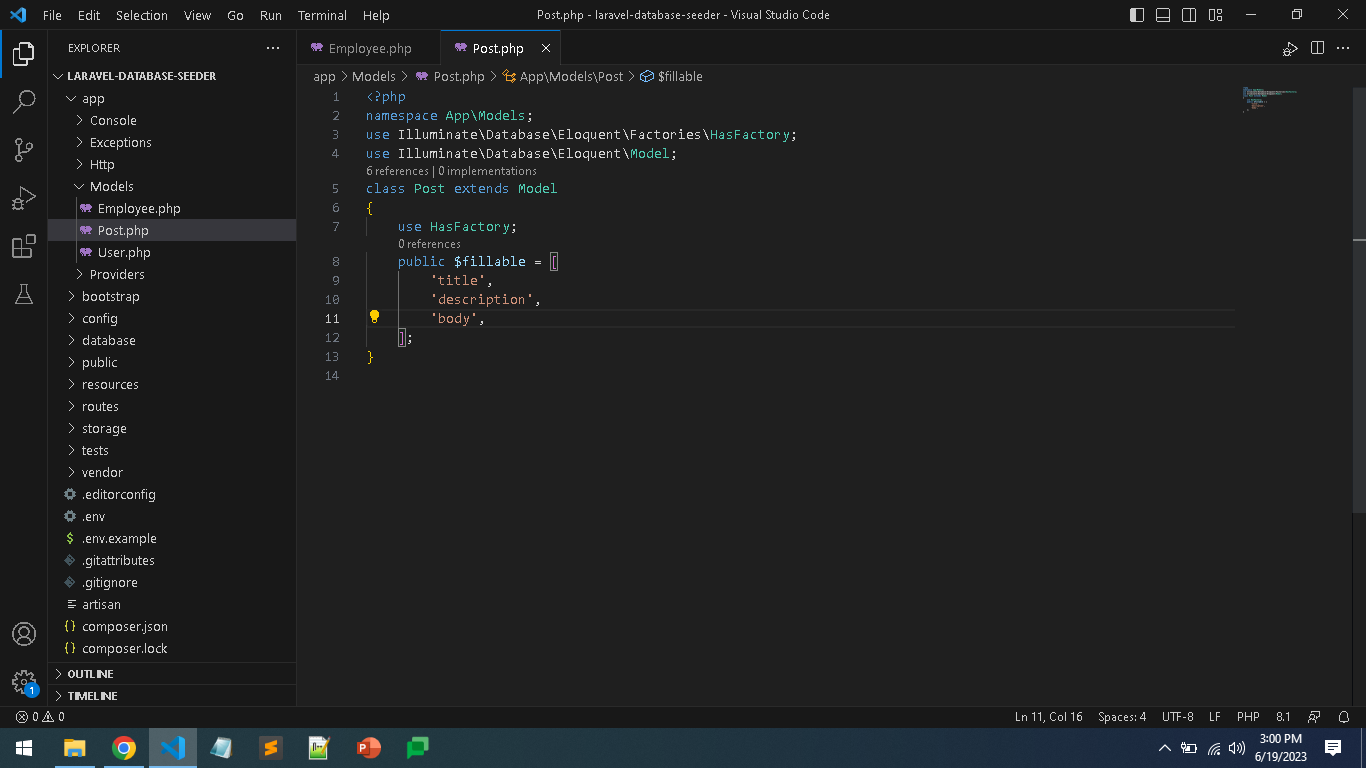 File Edit Selection View Go Run Terminal Help
Post.php - laravel-database-seeder - Visual Studio Code
EXPLORER
LARAVEL-DATABASE-SEEDER
app
Console
Exceptions
Http
Models
Employee.php
Post.php
User.php
Providers
bootstrap
config
database
public
resources
routes
storage
tests
vendor
.editorconfig
.env
$ .env.example
.gitattributes
.gitignore
artisan
{} composer.json
{} composer.lock
OUTLINE
TIMELINE
1
Employee.php Post.php
app > Models > Post.php > App\Models\Post > $fillable
1 <?php
2 namespace App\Models;
3 use Illuminate\Database\Eloquent\Factories\HasFactory;
4 use Illuminate\Database\Eloquent\Model;
6 references | 0 implementations
5 class Post extends Model
6 {
7 use HasFactory;
0 references
8 public $fillable = [
9 'title',
10 'description',
11 'body',
12 ];
13 }
14
0 0
Ln 11, Col 16 Spaces: 4 UTF-8 LF PHP 8.1
3:00 PM
6/19/2023